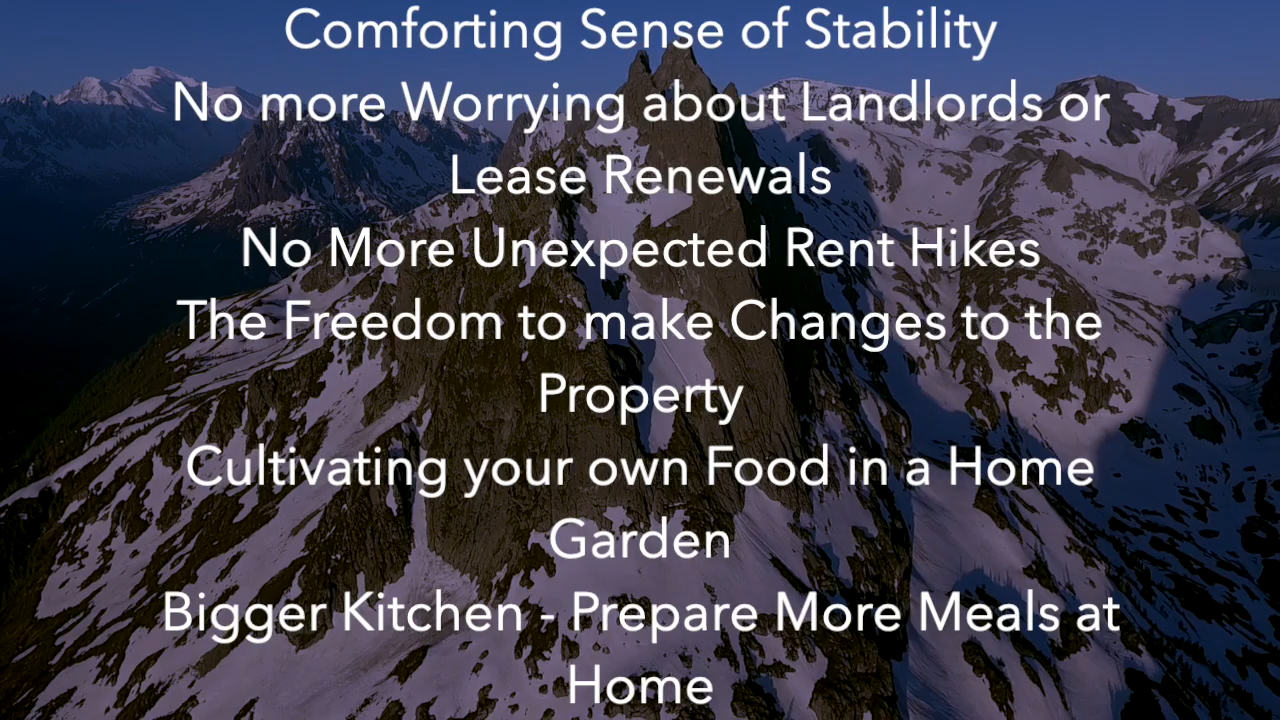 Comforting Sense of Stability
No more Worrying about Landlords or
Lease Renewals
No More Unexpected Rent Hikes
The Freedom to make Changes to the
Property
Cultivating your own Food in a Home
Garden
Bigger Kitchen - Prepare More Meals at
Home